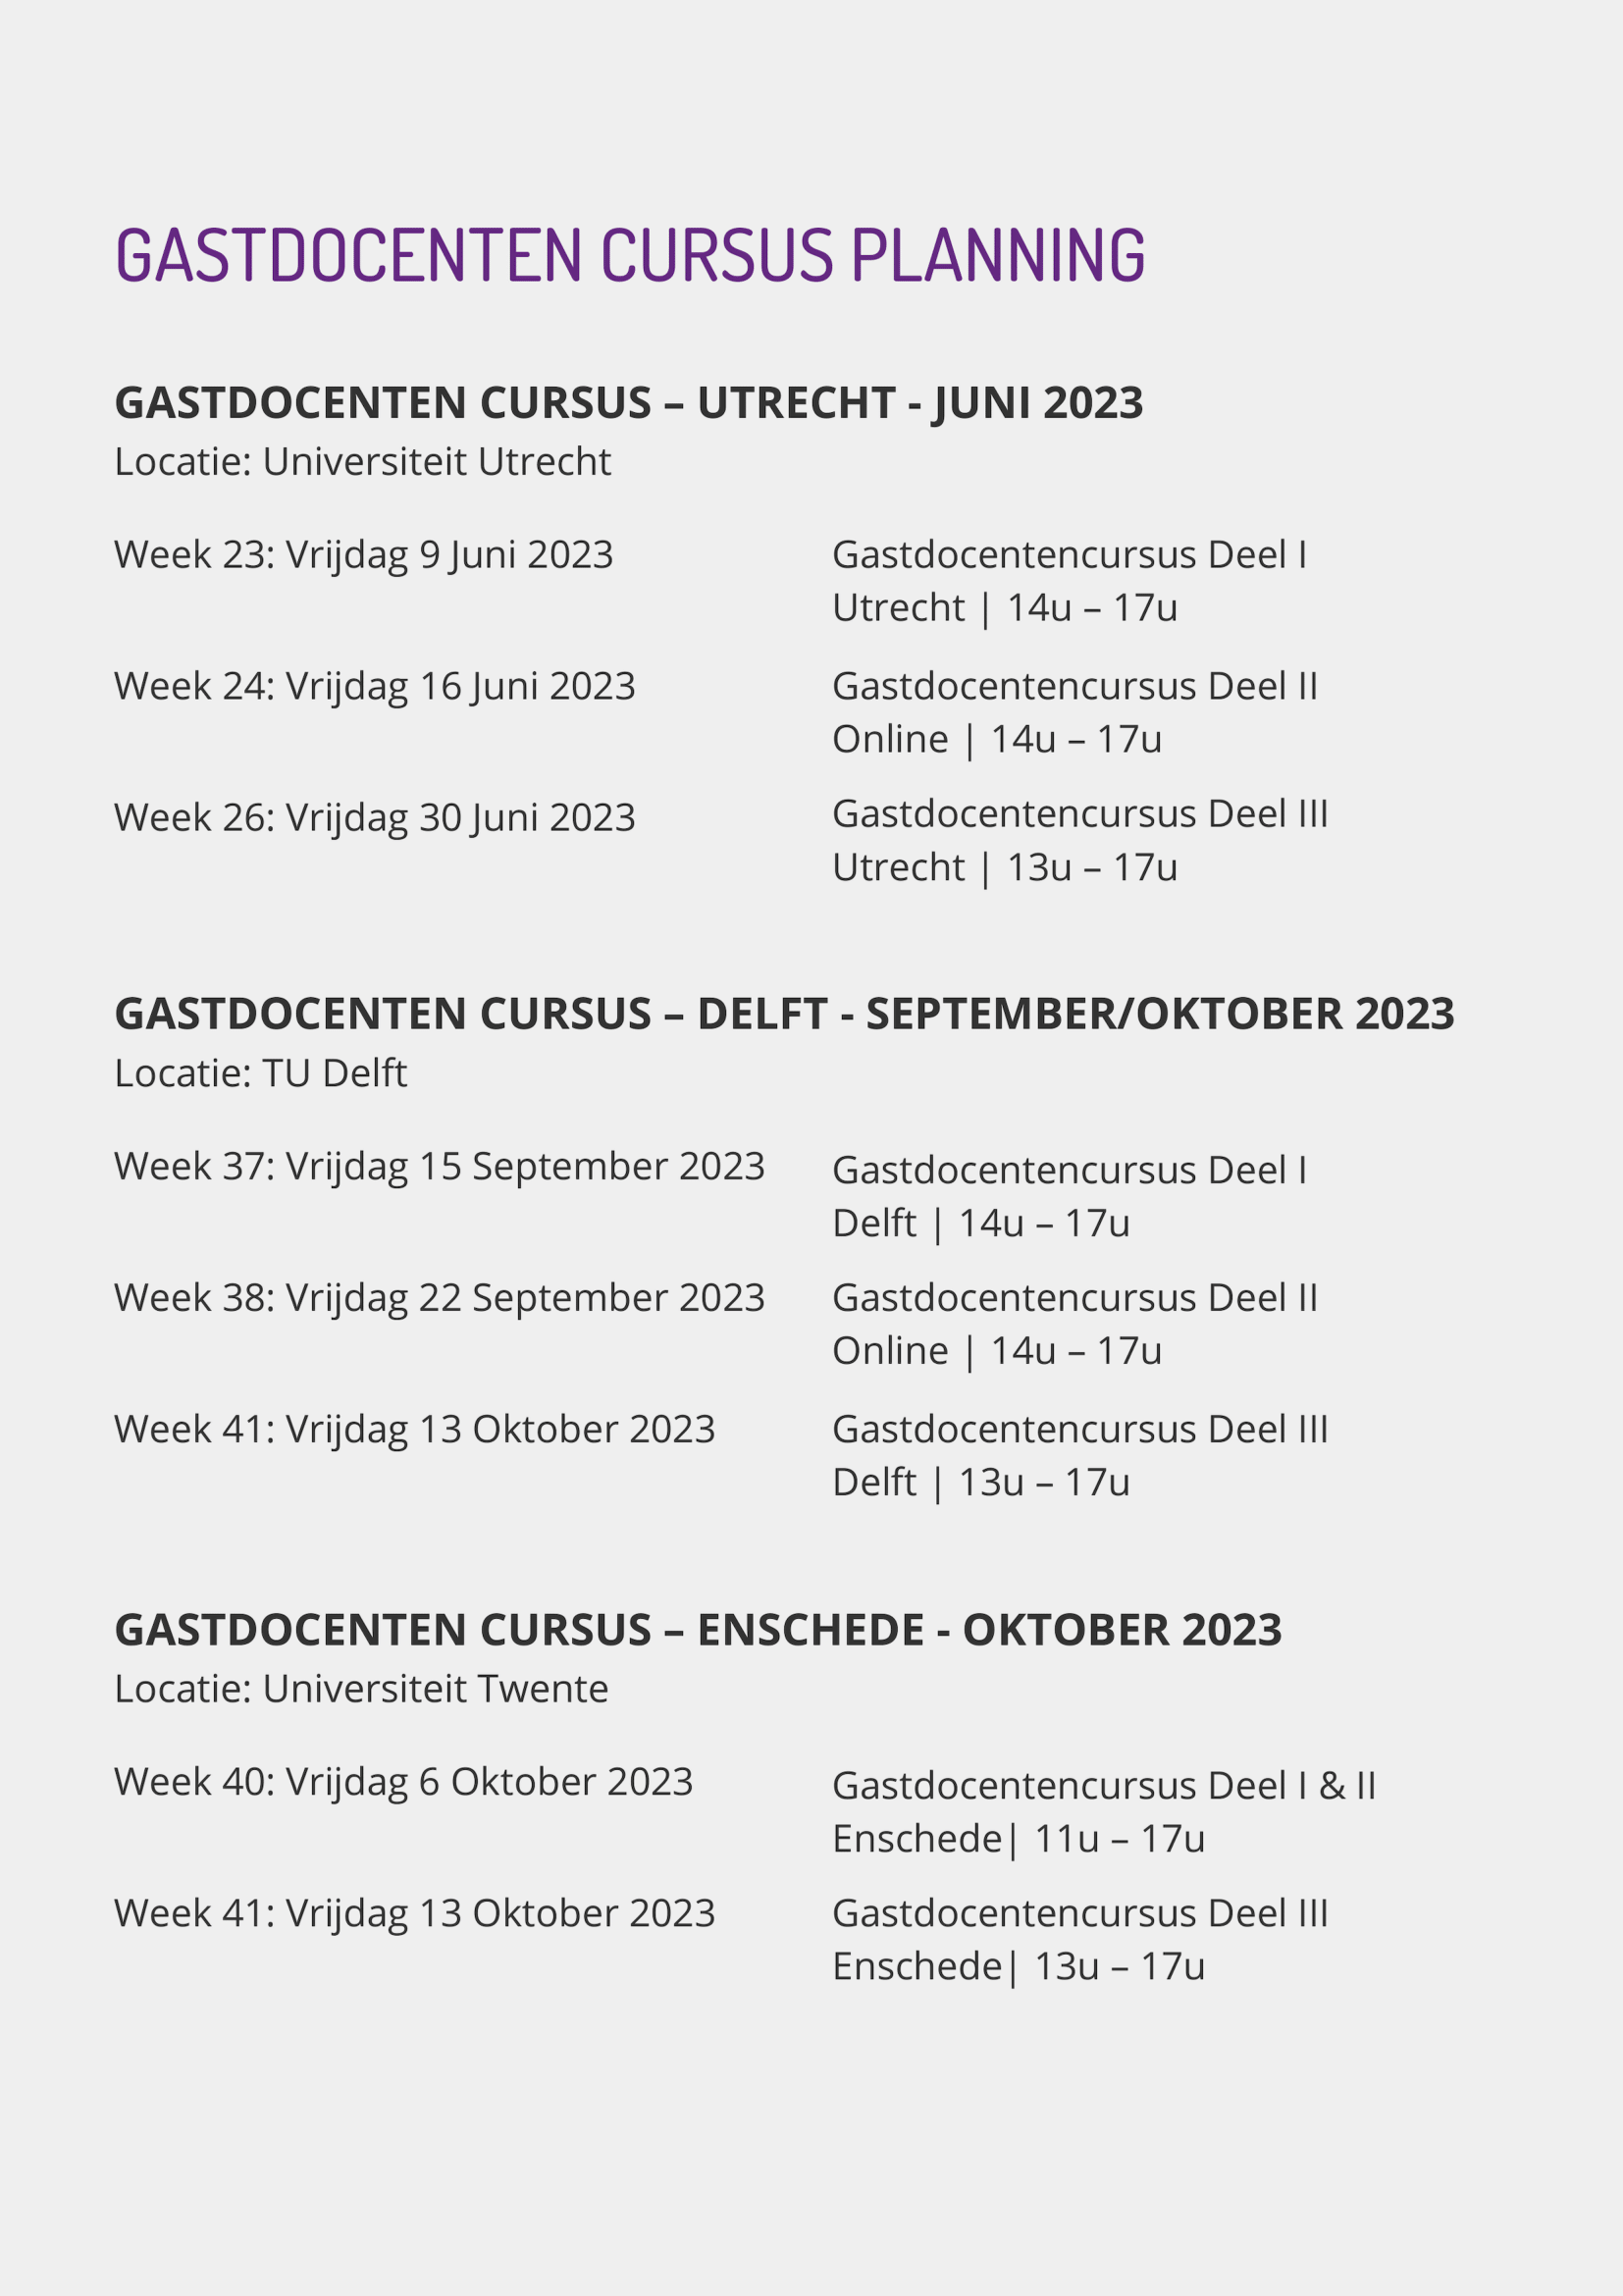 GASTDOCENTEN CURSUS PLANNING
GASTDOCENTEN CURSUS – UTRECHT - JUNI 2023
Locatie: Universiteit Utrecht
Week 23: Vrijdag 9 Juni 2023
Gastdocentencursus Deel I
Utrecht | 14u – 17u
Week 24: Vrijdag 16 Juni 2023
Gastdocentencursus Deel II
Online | 14u – 17u
Week 26: Vrijdag 30 Juni 2023
Gastdocentencursus Deel III
Utrecht | 13u – 17u
GASTDOCENTEN CURSUS – DELFT - SEPTEMBER/OKTOBER 2023
Locatie: TU Delft
Week 37: Vrijdag 15 September 2023
Gastdocentencursus Deel I
Delft | 14u – 17u
Week 38: Vrijdag 22 September 2023
Gastdocentencursus Deel II
Online | 14u – 17u
Week 41: Vrijdag 13 Oktober 2023
Gastdocentencursus Deel III
Delft | 13u – 17u
GASTDOCENTEN CURSUS – ENSCHEDE - OKTOBER 2023
Locatie: Universiteit Twente
Week 40: Vrijdag 6 Oktober 2023
Gastdocentencursus Deel I & II
Enschede| 11u – 17u
Week 41: Vrijdag 13 Oktober 2023
Gastdocentencursus Deel III
Enschede| 13u – 17u